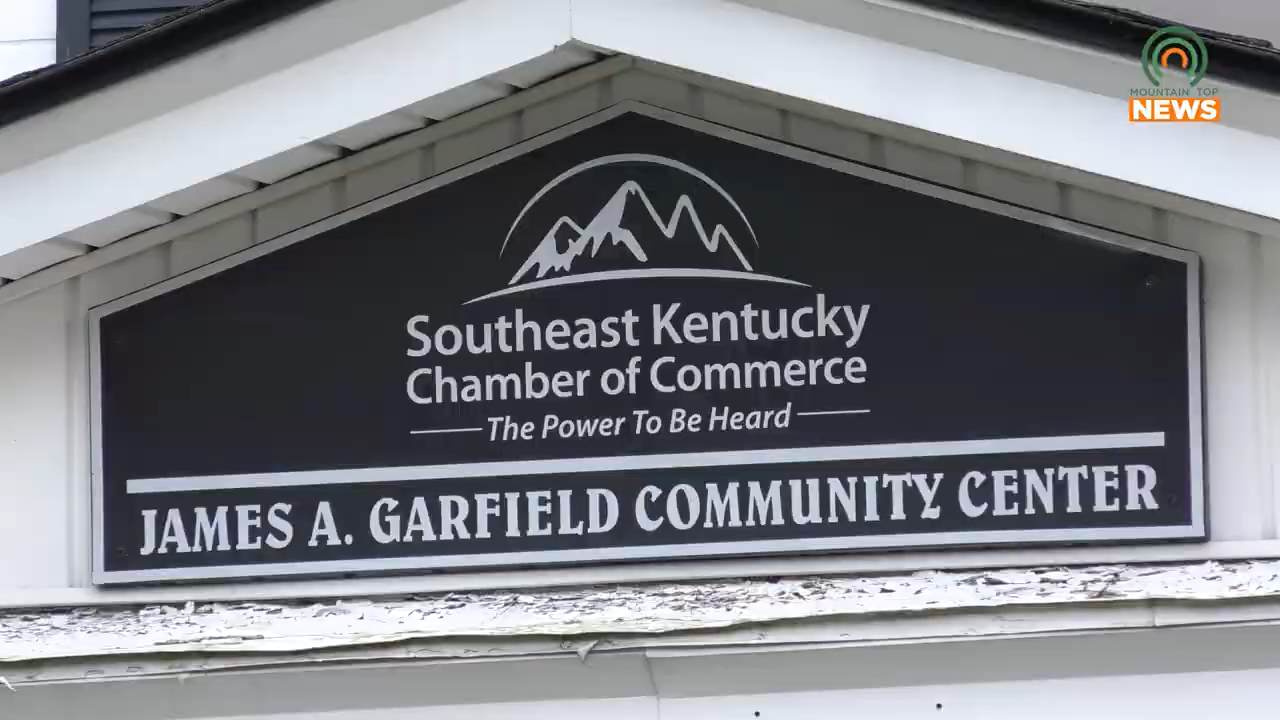 MOUNTAIN TOP
NEWS
Southeast Kentucky
Chamber of Commerce
The Power To Be Heard
JAMES A. GARFIELD COMMUNITY CENTER